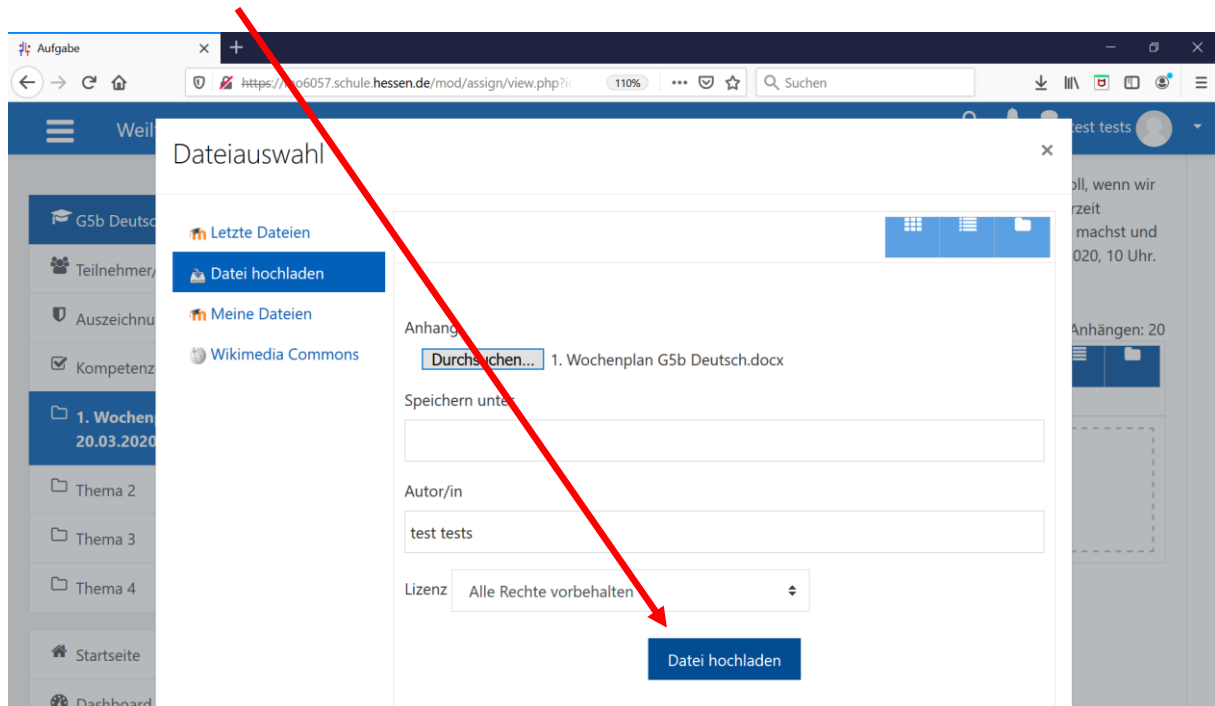 Aufgabe
https://mo6057.schule.hessen.de/mod/assign/view.php?i
110%
Suchen
Weil
test tests
Dateiauswahl
oll, wenn wir
rzeit
machst und
020, 10 Uhr.
G5b Deutsc
Teilnehmer/
Auszeichnu
Kompetenz
1. Wochen
20.03.2020
Thema 2
Thema 3
Thema 4
Startseite
Dashboard
Letzte Dateien
Datei hochladen
Meine Dateien
Wikimedia Commons
Anhang
Durchsuchen... 1. Wochenplan G5b Deutsch.docx
Speichern unter
Autor/in
test tests
Lizenz Alle Rechte vorbehalten
Datei hochladen
Anhängen: 20